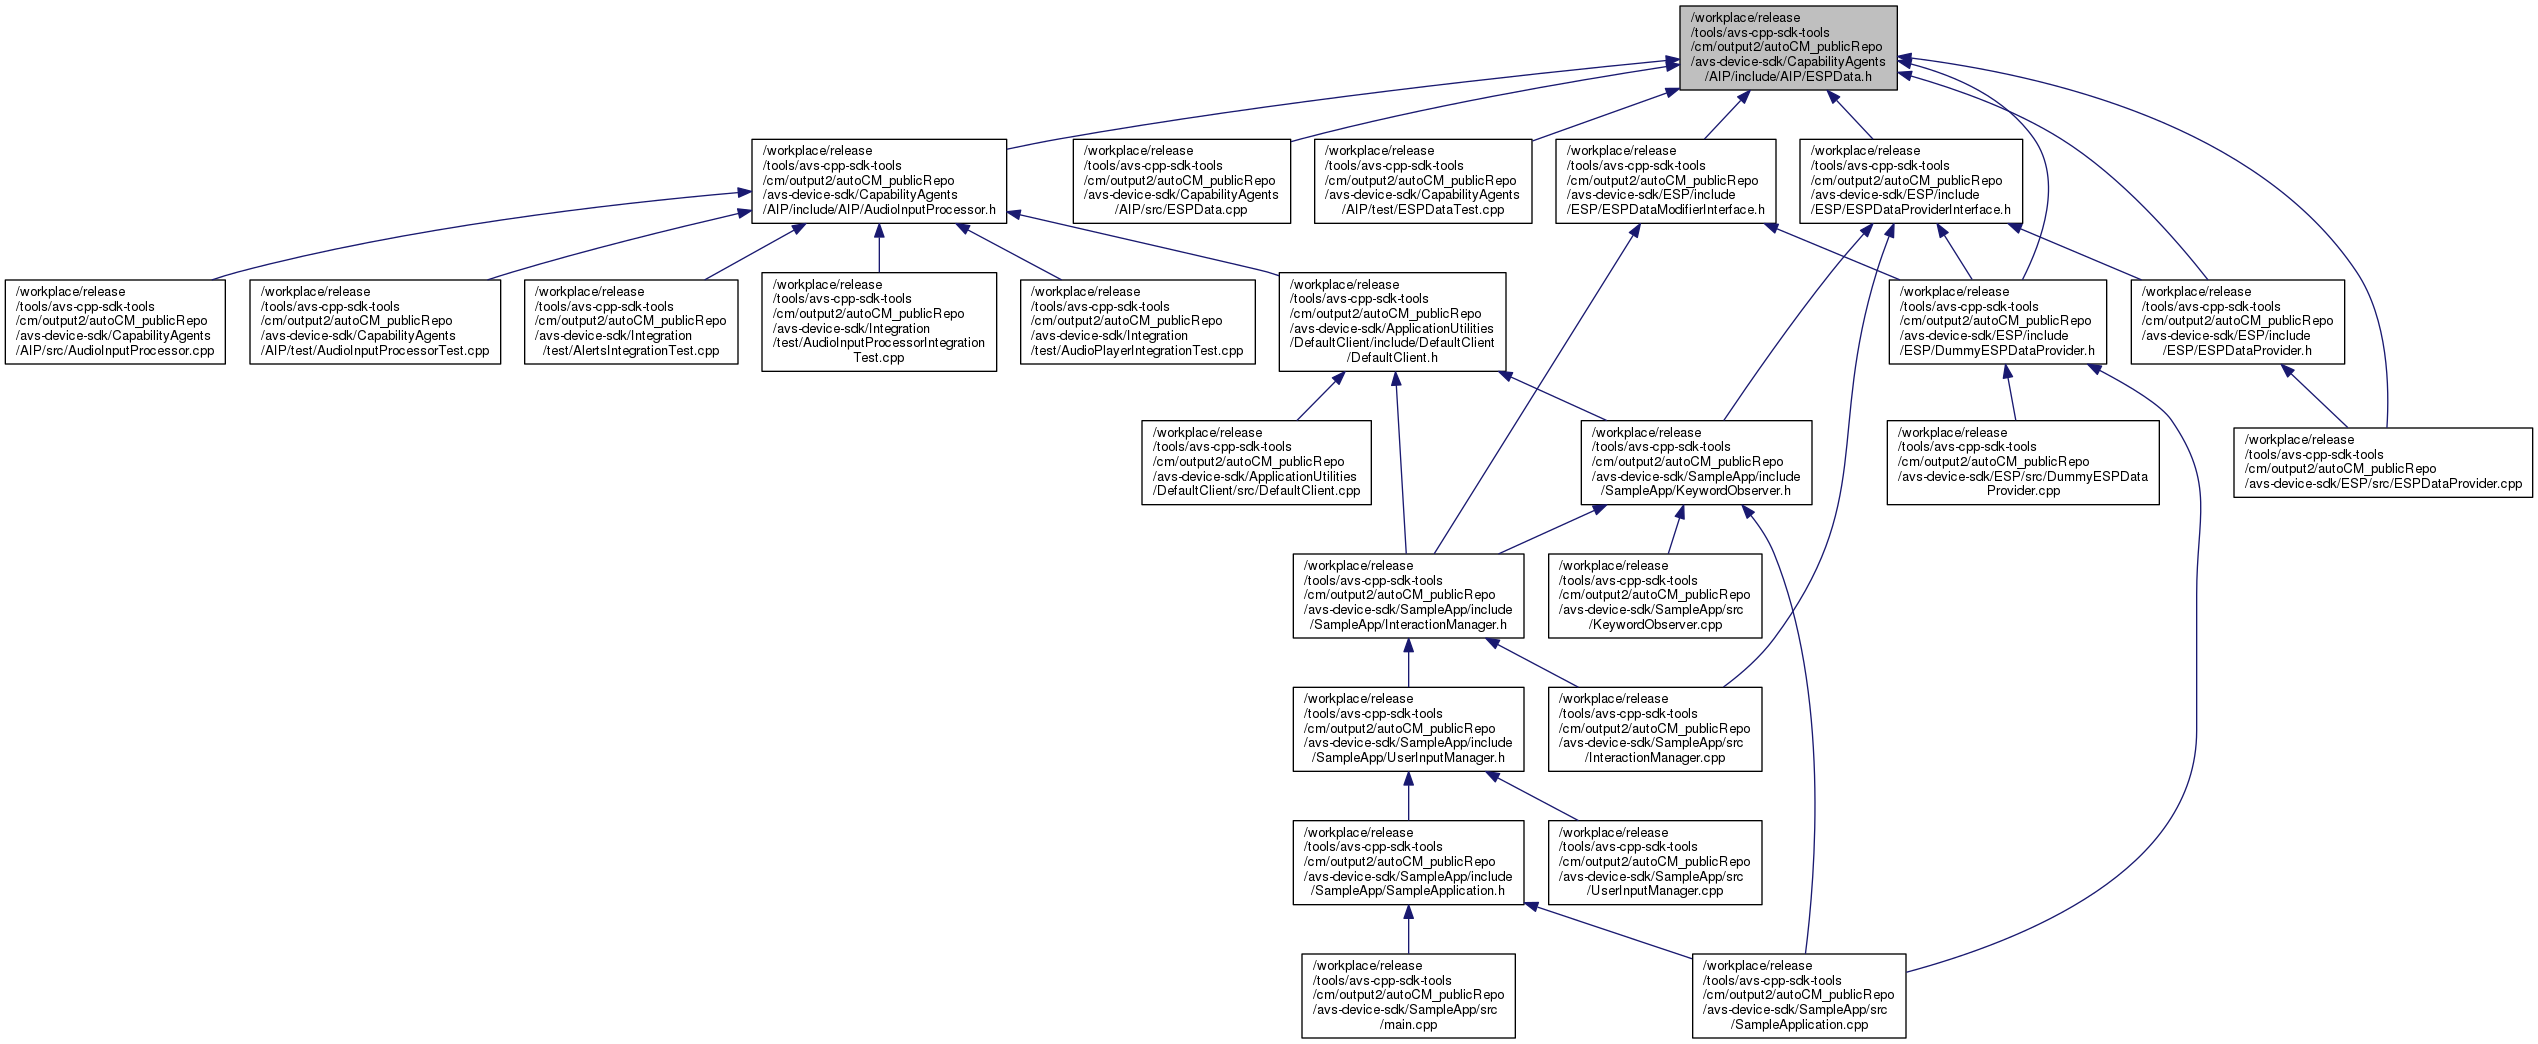 /workplace/release
/tools/avs-cpp-sdk-tools
/cm/output2/autoCM_publicRepo
/avs-device-sdk/CapabilityAgents
/AIP/include/AIP/ESPData.h
/workplace/release
/tools/avs-cpp-sdk-tools
/cm/output2/autoCM_publicRepo
/avs-device-sdk/CapabilityAgents
/AIP/include/AIP/AudioInputProcessor.h
/workplace/release
/tools/avs-cpp-sdk-tools
/cm/output2/autoCM_publicRepo
/avs-device-sdk/CapabilityAgents
/AIP/src/ESPData.cpp
/workplace/release
/tools/avs-cpp-sdk-tools
/cm/output2/autoCM_publicRepo
/avs-device-sdk/CapabilityAgents
/AIP/test/ESPDataTest.cpp
/workplace/release
/tools/avs-cpp-sdk-tools
/cm/output2/autoCM_publicRepo
/avs-device-sdk/ESP/include
/ESP/ESPDataModifierInterface.h
/workplace/release
/tools/avs-cpp-sdk-tools
/cm/output2/autoCM_publicRepo
/avs-device-sdk/ESP/include
/ESP/ESPDataProviderInterface.h
/workplace/release
/tools/avs-cpp-sdk-tools
/cm/output2/autoCM_publicRepo
/avs-device-sdk/CapabilityAgents
/AIP/src/AudioInputProcessor.cpp
/workplace/release
/tools/avs-cpp-sdk-tools
/cm/output2/autoCM_publicRepo
/avs-device-sdk/CapabilityAgents
/AIP/test/AudioInputProcessorTest.cpp
/workplace/release
/tools/avs-cpp-sdk-tools
/cm/output2/autoCM_publicRepo
/avs-device-sdk/Integration
/test/AlertsIntegrationTest.cpp
/workplace/release
/tools/avs-cpp-sdk-tools
/cm/output2/autoCM_publicRepo
/avs-device-sdk/Integration
/test/AudioInputProcessorIntegration
Test.cpp
/workplace/release
/tools/avs-cpp-sdk-tools
/cm/output2/autoCM_publicRepo
/avs-device-sdk/Integration
/test/AudioPlayerIntegrationTest.cpp
/workplace/release
/tools/avs-cpp-sdk-tools
/cm/output2/autoCM_publicRepo
/avs-device-sdk/ApplicationUtilities
/DefaultClient/include/DefaultClient
/DefaultClient.h
/workplace/release
/tools/avs-cpp-sdk-tools
/cm/output2/autoCM_publicRepo
/avs-device-sdk/ESP/include
/ESP/DummyESPDataProvider.h
/workplace/release
/tools/avs-cpp-sdk-tools
/cm/output2/autoCM_publicRepo
/avs-device-sdk/ESP/include
/ESP/ESPDataProvider.h
/workplace/release
/tools/avs-cpp-sdk-tools
/cm/output2/autoCM_publicRepo
/avs-device-sdk/ApplicationUtilities
/DefaultClient/src/DefaultClient.cpp
/workplace/release
/tools/avs-cpp-sdk-tools
/cm/output2/autoCM_publicRepo
/avs-device-sdk/SampleApp/include
/SampleApp/KeywordObserver.h
/workplace/release
/tools/avs-cpp-sdk-tools
/cm/output2/autoCM_publicRepo
/avs-device-sdk/ESP/src/DummyESPData
Provider.cpp
/workplace/release
/tools/avs-cpp-sdk-tools
/cm/output2/autoCM_publicRepo
/avs-device-sdk/ESP/src/ESPDataProvider.cpp
/workplace/release
/tools/avs-cpp-sdk-tools
/cm/output2/autoCM_publicRepo
/avs-device-sdk/SampleApp/include
/SampleApp/InteractionManager.h
/workplace/release
/tools/avs-cpp-sdk-tools
/cm/output2/autoCM_publicRepo
/avs-device-sdk/SampleApp/src
/KeywordObserver.cpp
/workplace/release
/tools/avs-cpp-sdk-tools
/cm/output2/autoCM_publicRepo
/avs-device-sdk/SampleApp/include
/SampleApp/UserInputManager.h
/workplace/release
/tools/avs-cpp-sdk-tools
/cm/output2/autoCM_publicRepo
/avs-device-sdk/SampleApp/src
/InteractionManager.cpp
/workplace/release
/tools/avs-cpp-sdk-tools
/cm/output2/autoCM_publicRepo
/avs-device-sdk/SampleApp/include
/SampleApp/SampleApplication.h
/workplace/release
/tools/avs-cpp-sdk-tools
/cm/output2/autoCM_publicRepo
/avs-device-sdk/SampleApp/src
/UserInputManager.cpp
/workplace/release
/tools/avs-cpp-sdk-tools
/cm/output2/autoCM_publicRepo
/avs-device-sdk/SampleApp/src
/main.cpp
/workplace/release
/tools/avs-cpp-sdk-tools
/cm/output2/autoCM_publicRepo
/avs-device-sdk/SampleApp/src
/SampleApplication.cpp